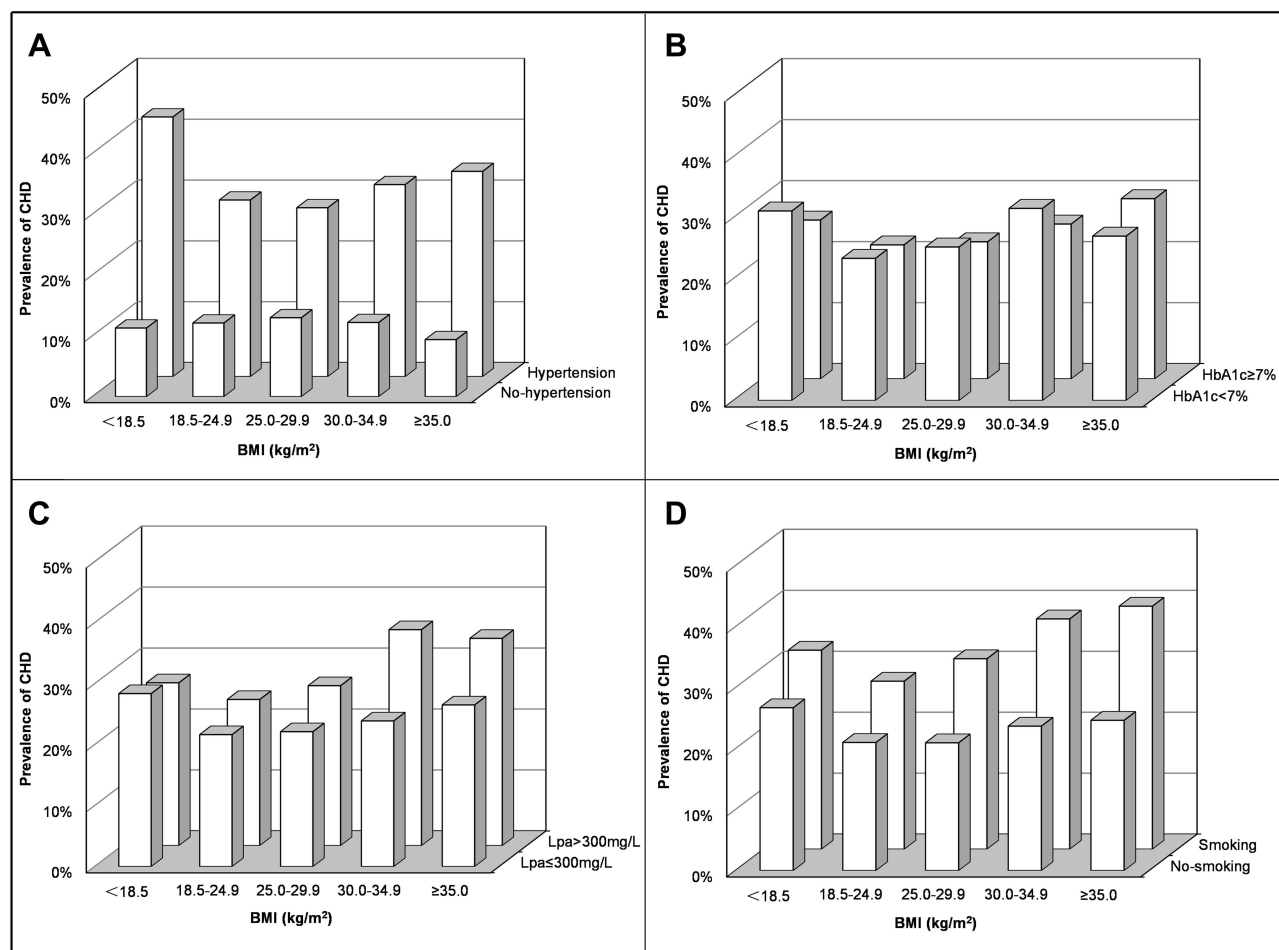 A
50%
40%
30%
20%
10%
0%
Prevalence of CHD
Hypertension
No-hypertension
<18.5 18.5-24.9 25.0-29.9 30.0-34.9 ≥35.0
BMI (kg/m²)
B
50%
40%
30%
20%
10%
0%
Prevalence of CHD
HbA1c≥7%
HbA1c<7%
<18.5 18.5-24.9 25.0-29.9 30.0-34.9 ≥35.0
BMI (kg/m²)
C
50%
40%
30%
20%
10%
0%
Prevalence of CHD
Lpa>300mg/L
Lpa≤300mg/L
<18.5 18.5-24.9 25.0-29.9 30.0-34.9 ≥35.0
BMI (kg/m²)
D
50%
40%
30%
20%
10%
0%
Prevalence of CHD
Smoking
No-smoking
<18.5 18.5-24.9 25.0-29.9 30.0-34.9 ≥35.0
BMI (kg/m²)